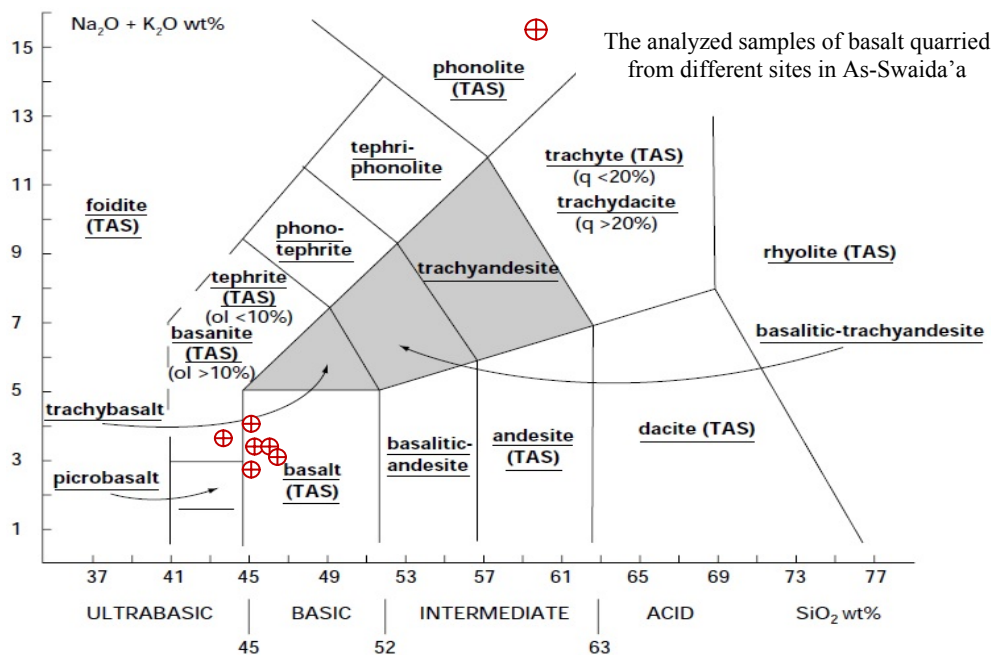 Na₂O + K₂O wt%
The analyzed samples of basalt quarried
from different sites in As-Swaida’a
15
13
11
9
7
5
3
1
phonolite
(TAS)
tephri-
phonolite
trachyte (TAS)
(q <20%)
trachydacite
(q >20%)
foidite
(TAS)
phono-
tephrite
trachyandesite
rhyolite (TAS)
tephrite
(TAS)
(ol <10%)
basanite
(TAS)
(ol >10%)
basalitic-trachyandesite
trachybasalt
picrobasalt
basalt
(TAS)
basalitic-
andesite
andesite
(TAS)
dacite (TAS)
37 41 45 49 53 57 61 65 69 73 77
ULTRABASIC BASIC INTERMEDIATE ACID SiO₂ wt%
45 52 63